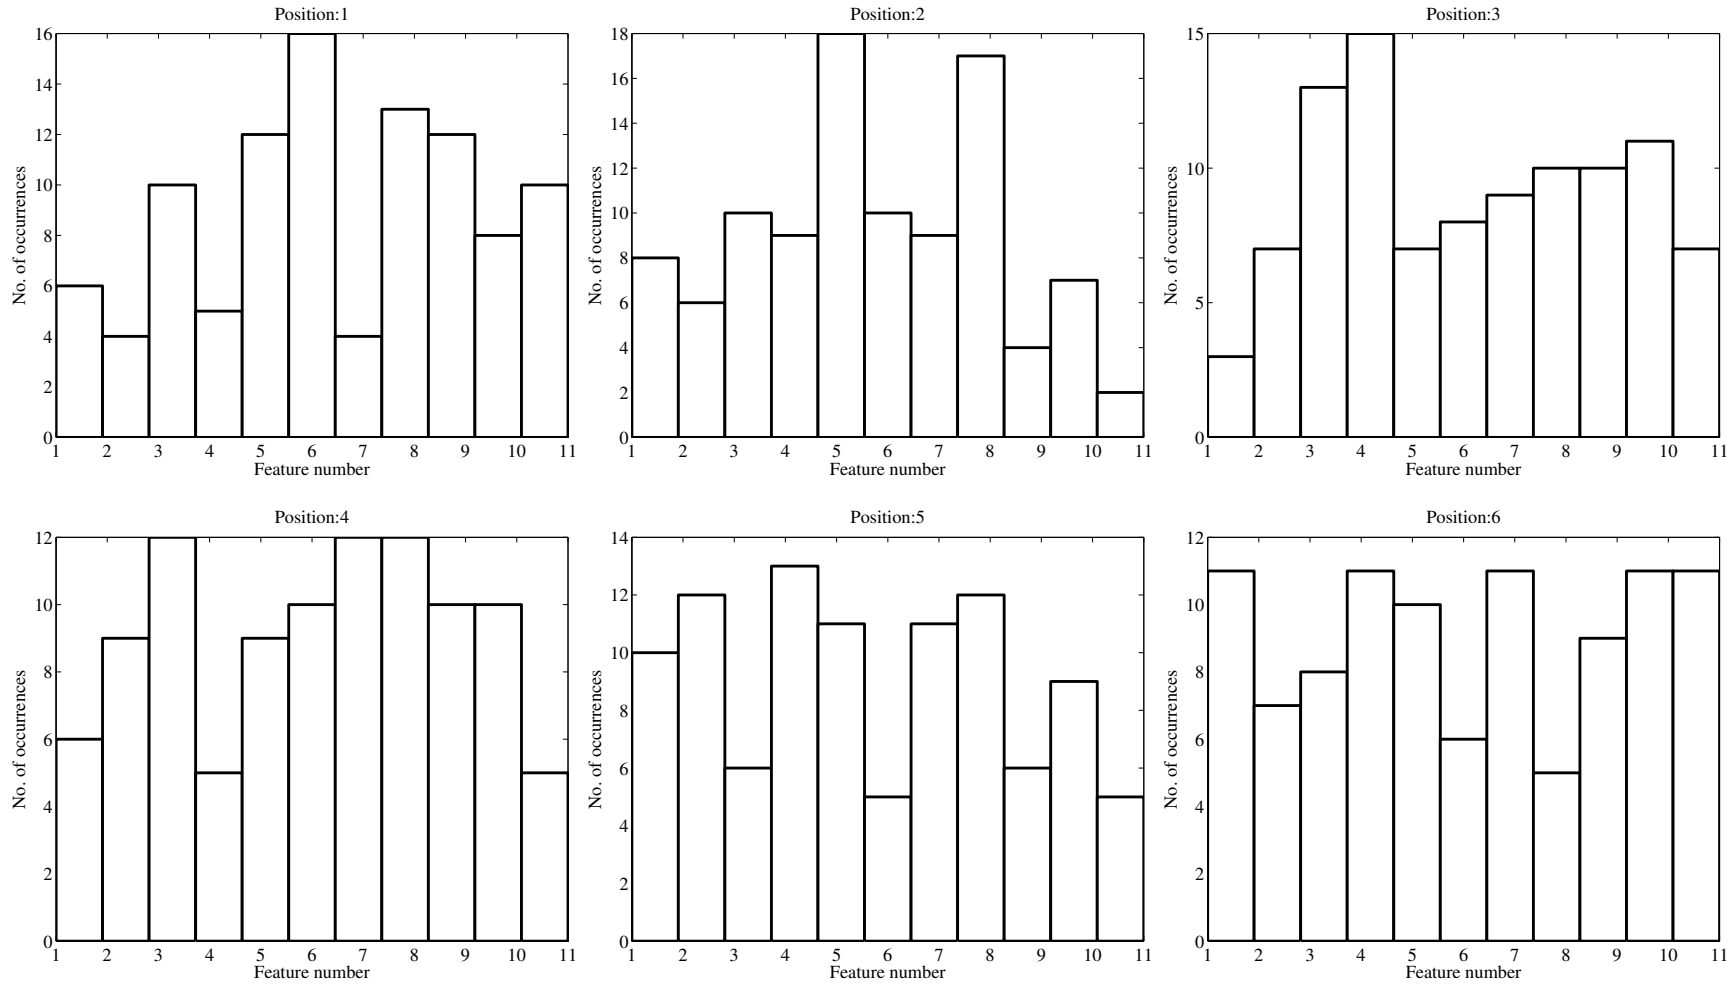 Position:1
16
14
12
10
8
6
4
2
0
No. of occurrences
1 2 3 4 5 6 7 8 9 10 11
Feature number
Position:2
18
16
14
12
10
8
6
4
2
0
No. of occurrences
1 2 3 4 5 6 7 8 9 10 11
Feature number
Position:3
15
10
5
0
No. of occurrences
1 2 3 4 5 6 7 8 9 10 11
Feature number
Position:4
12
10
8
6
4
2
0
No. of occurrences
1 2 3 4 5 6 7 8 9 10 11
Feature number
Position:5
14
12
10
8
6
4
2
0
No. of occurrences
1 2 3 4 5 6 7 8 9 10 11
Feature number
Position:6
12
10
8
6
4
2
0
No. of occurrences
1 2 3 4 5 6 7 8 9 10 11
Feature number